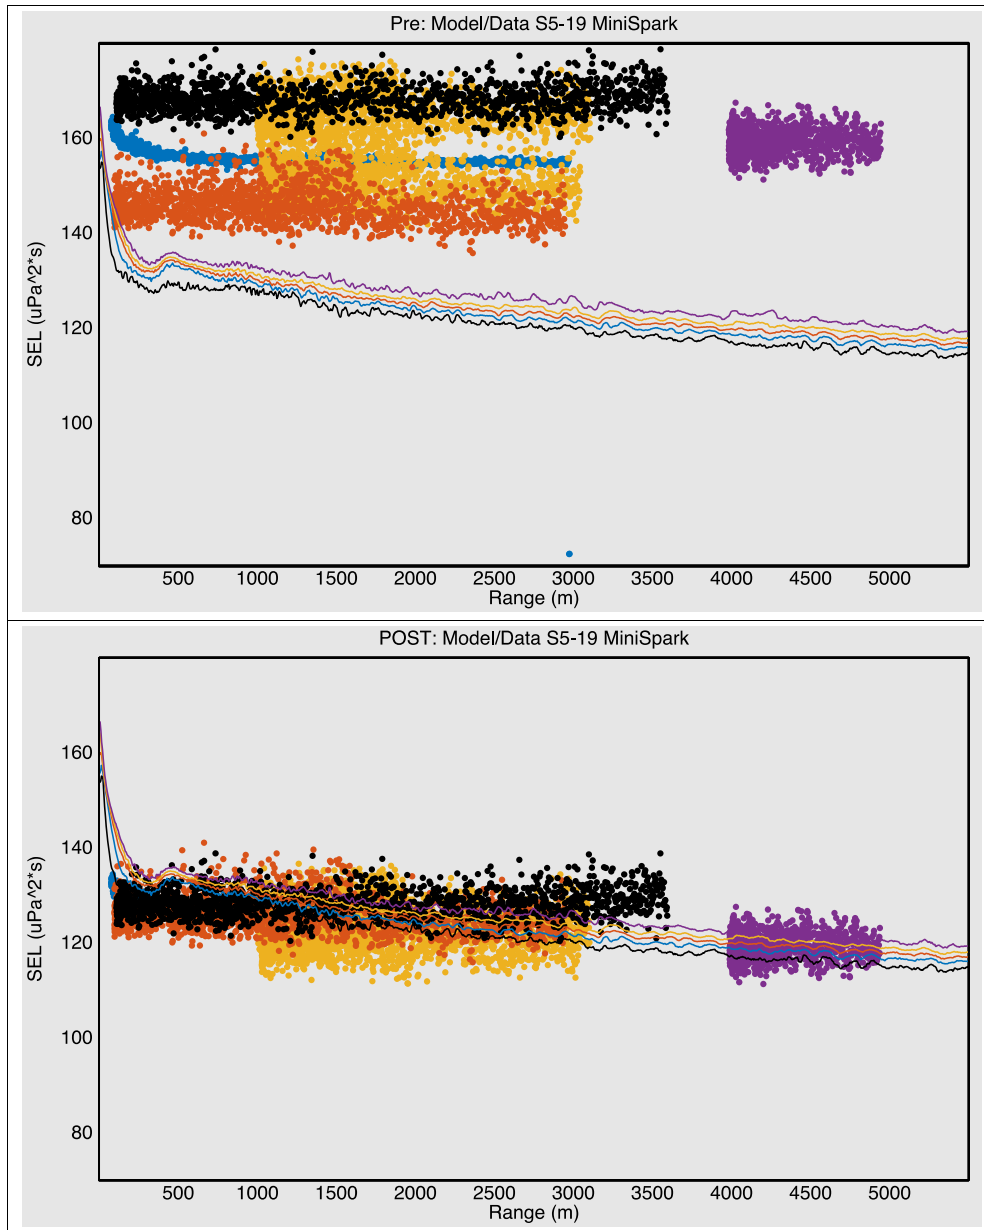 Pre: Model/Data S5-19 MiniSpark
160
140
120
100
80
SEL (uPa^2*s)
500 1000 1500 2000 2500 3000 3500 4000 4500 5000
Range (m)
POST: Model/Data S5-19 MiniSpark
160
140
120
100
80
SEL (uPa^2*s)
500 1000 1500 2000 2500 3000 3500 4000 4500 5000
Range (m)